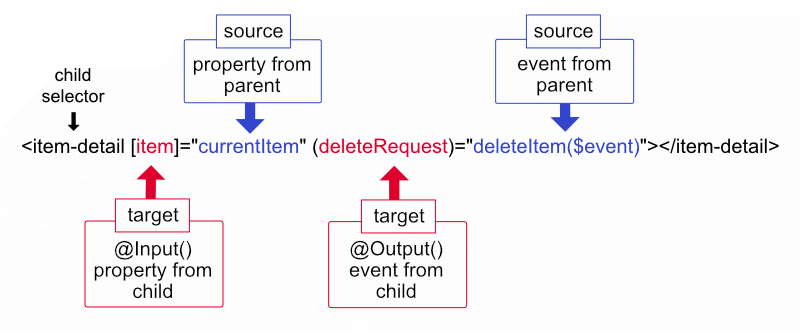 child
selector
source
property from
parent
source
event from
parent
<item-detail [item]="currentItem" (deleteRequest)="deleteItem($event)"></item-detail>
target
@Input()
property from
child
target
@Output()
event from
child